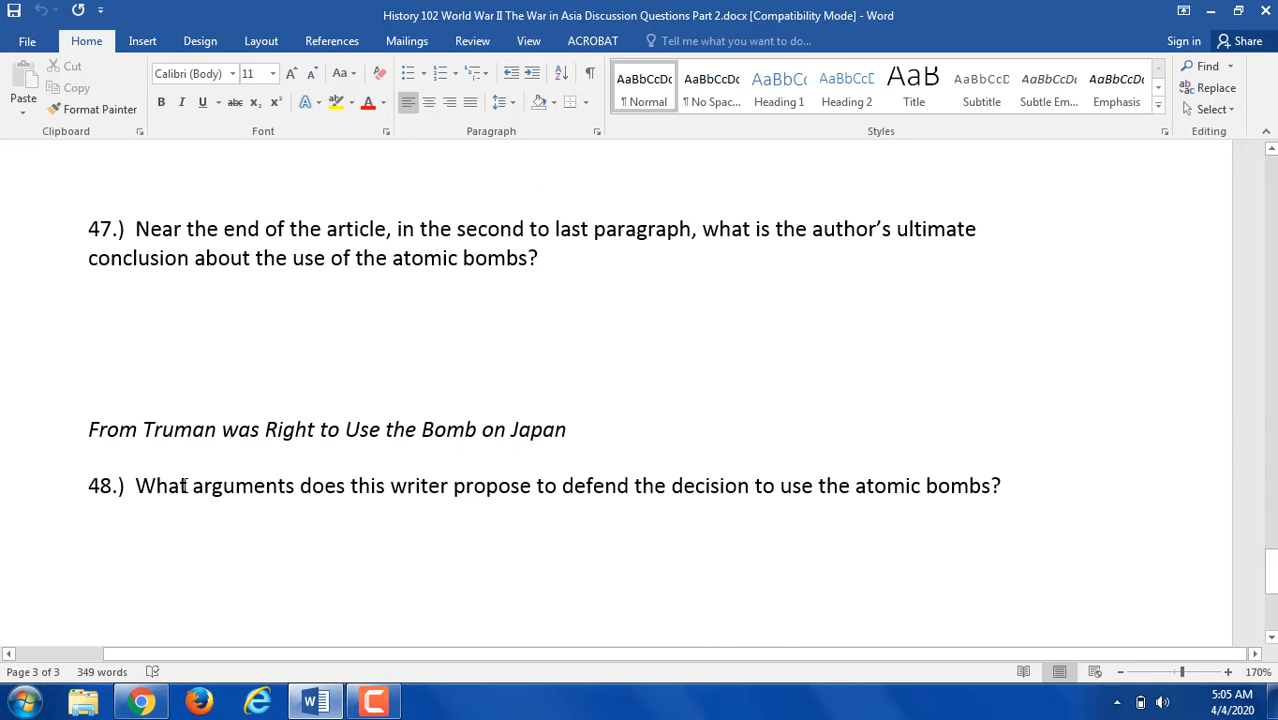 History 102 World War II The War in Asia Discussion Questions Part 2.docx [Compatibility Mode] - Word
File Home Insert Design Layout References Mailings Review View ACROBAT Tell me what you want to do... Sign in Share
Cut
Copy
Format Painter
Paste
Calibri (Body) 11
AaBbCcDc AaBbCcDc AaBbCc AaBbCcD AaB AaBbCcD AaBbCcDc AaBbCcDc
¶ Normal ¶ No Spac... Heading 1 Heading 2 Title Subtitle Subtle Em... Emphasis
Find
Replace
Select
Clipboard Font Paragraph Styles Editing
47.) Near the end of the article, in the second to last paragraph, what is the author’s ultimate
conclusion about the use of the atomic bombs?
From Truman was Right to Use the Bomb on Japan
48.) What arguments does this writer propose to defend the decision to use the atomic bombs?
Page 3 of 3 349 words 170%
5:05 AM
4/4/2020